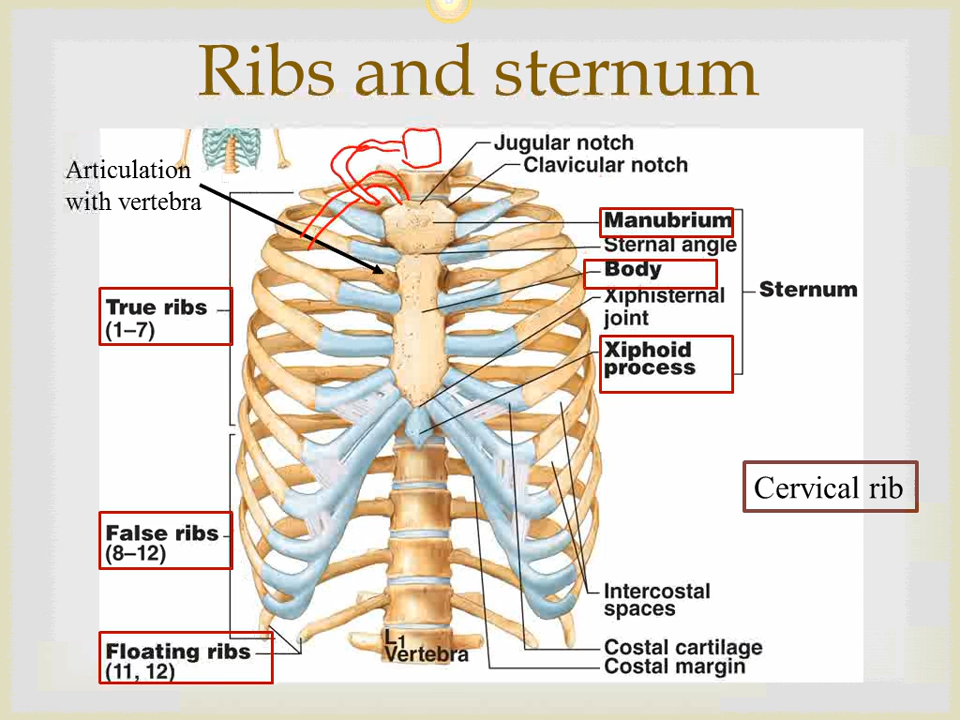 Ribs and sternum
Jugular notch
Clavicular notch
Articulation
with vertebra
Manubrium
Sternal angle
Body
Xiphisternal
joint
Sternum
True ribs
(1–7)
Xiphoid
process
Cervical rib
False ribs
(8–12)
Intercostal
spaces
L1
Vertebra
Costal cartilage
Costal margin
Floating ribs
(11, 12)